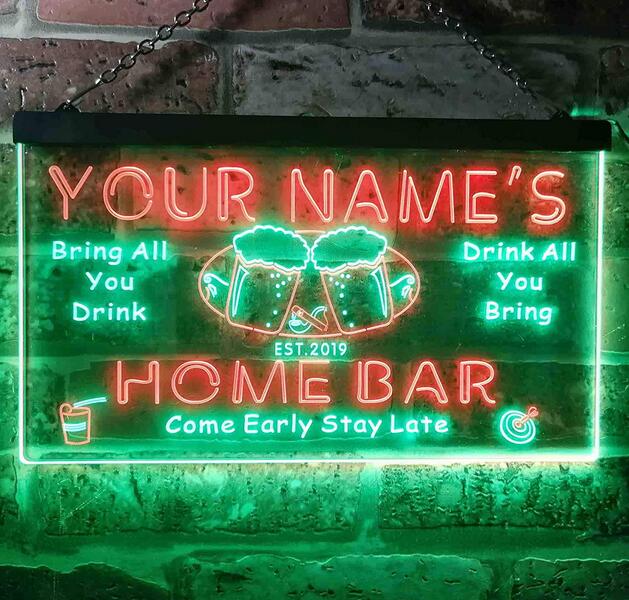 YOUR NAME'S
Bring All
You
Drink
Drink All
You
Bring
EST.2019
HOME BAR
Come Early Stay Late